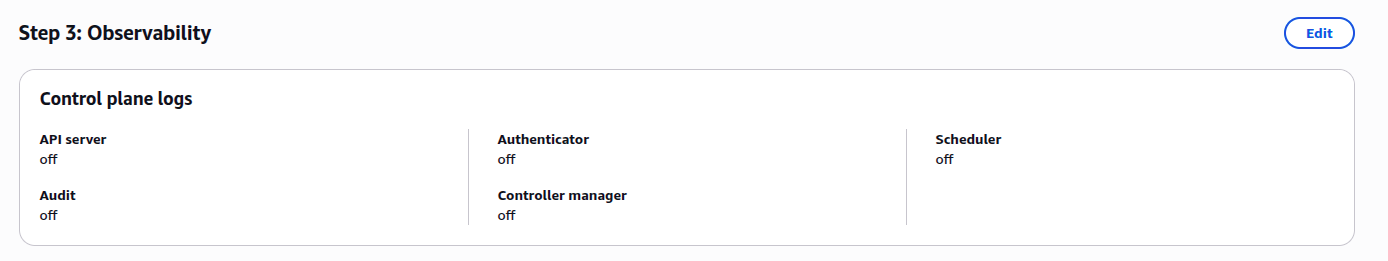 Step 3: Observability
Edit
Control plane logs
API server
off
Audit
off
Authenticator
off
Controller manager
off
Scheduler
off